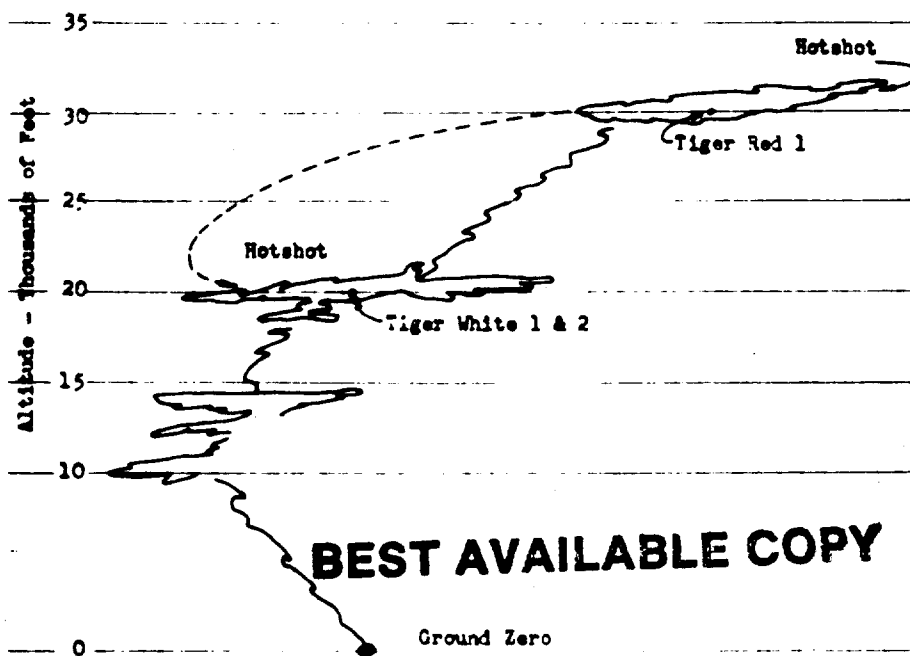 35
Hotshot
30
Tiger Red 1
25
Hotshot
20
Tiger White 1 & 2
15
10
BEST AVAILABLE COPY
0
Ground Zero
Altitude - Thousands of Feet